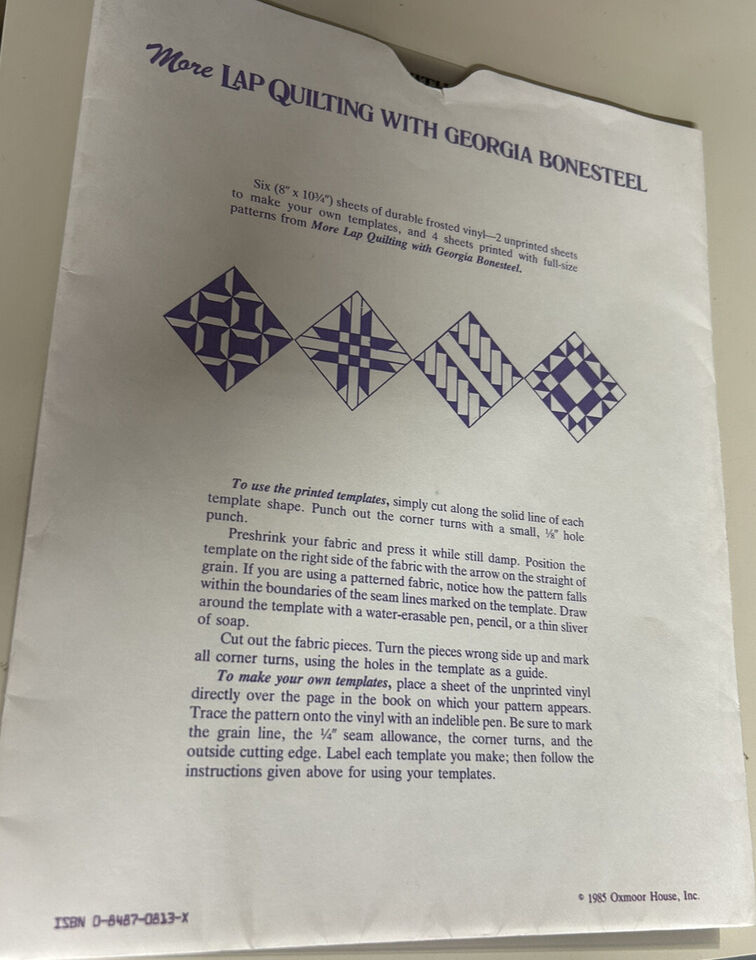 More LAP QUILTING WITH GEORGIA BONESTEEL
Six (8" x 10¾") sheets of durable frosted vinyl—2 unprinted sheets
to make your own templates, and 4 sheets printed with full-size
patterns from More Lap Quilting with Georgia Bonesteel.
To use the printed templates, simply cut along the solid line of each
template shape. Punch out the corner turns with a small, ⅛" hole
punch.
Preshrink your fabric and press it while still damp. Position the
template on the right side of the fabric with the arrow on the straight of
grain. If you are using a patterned fabric, notice how the pattern falls
within the boundaries of the seam lines marked on the template. Draw
around the template with a water-erasable pen, pencil, or a thin sliver
of soap.
Cut out the fabric pieces. Turn the pieces wrong side up and mark
all corner turns, using the holes in the template as a guide.
To make your own templates, place a sheet of the unprinted vinyl
directly over the page in the book on which your pattern appears.
Trace the pattern onto the vinyl with an indelible pen. Be sure to mark
the grain line, the ¼" seam allowance, the corner turns, and the
outside cutting edge. Label each template you make; then follow the
instructions given above for using your templates.
© 1985 Oxmoor House, Inc.
ISBN 0-8487-0813-X